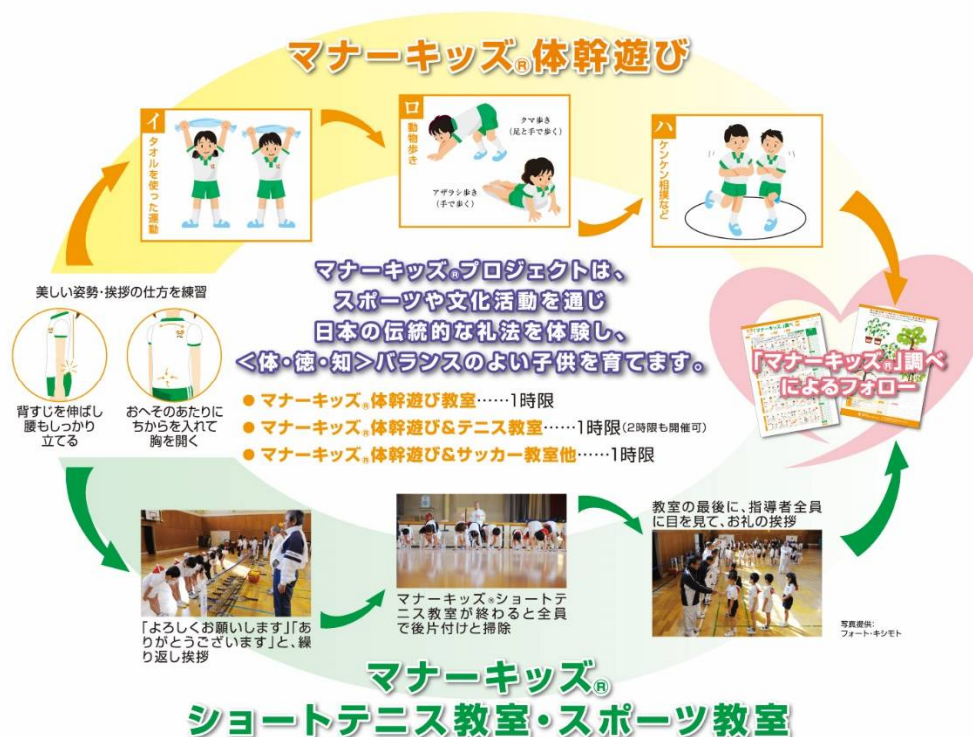 マナーキッズ®体幹遊び
イ
タオルを使った運動
ロ
動物歩き
クマ歩き
(足と手で歩く)
アザラシ歩き
(手で歩く)
ハ
ケンケン相撲など
美しい姿勢・挨拶の仕方を練習
背すじを伸ばし
腰もしっかり
立てる
おへそのあたりに
ちからを入れて
胸を開く
マナーキッズ®プロジェクトは、
スポーツや文化活動を通じ
日本の伝統的な礼法を体験し、
<体・徳・知>バランスのよい子供を育てます。
● マナーキッズ®体幹遊び教室……1時限
● マナーキッズ®体幹遊び&テニス教室……1時限(2時限も開催可)
● マナーキッズ®体幹遊び&サッカー教室他……1時限
「マナーキッズ®」調べ
によるフォロー
「よろしくお願いします」「あ
りがとうございます」と、繰
り返し挨拶
マナーキッズ®ショートテ
ニス教室が終わると全員
で後片付けと掃除
教室の最後に、指導者全員
に目を見て、お礼の挨拶
写真提供:
フォート・キシモト
マナーキッズ®
ショートテニス教室・スポーツ教室